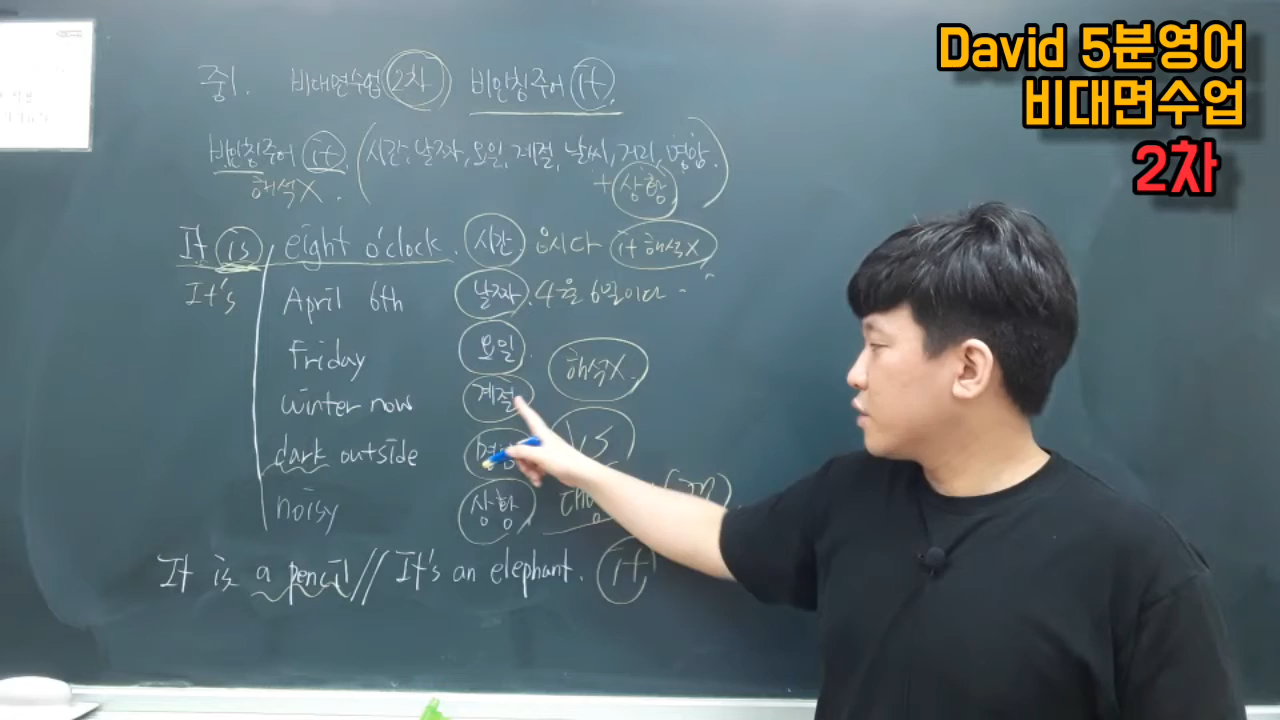 David 5분영어
비대면수업
2차
중1. 비대면수업 2차 비인칭주어 it.
비인칭주어 it. (시간, 날짜, 요일, 계절, 날씨, 거리, 명암.)
해석X. + 상황
It is eight o'clock. 시간 8시다 it 해석X
It's April 6th 날짜. 4월 6일이다.
Friday 요일. 해석X.
winter now 계절
dark outside VS
noisy 상황
It is a pencil // It's an elephant. it